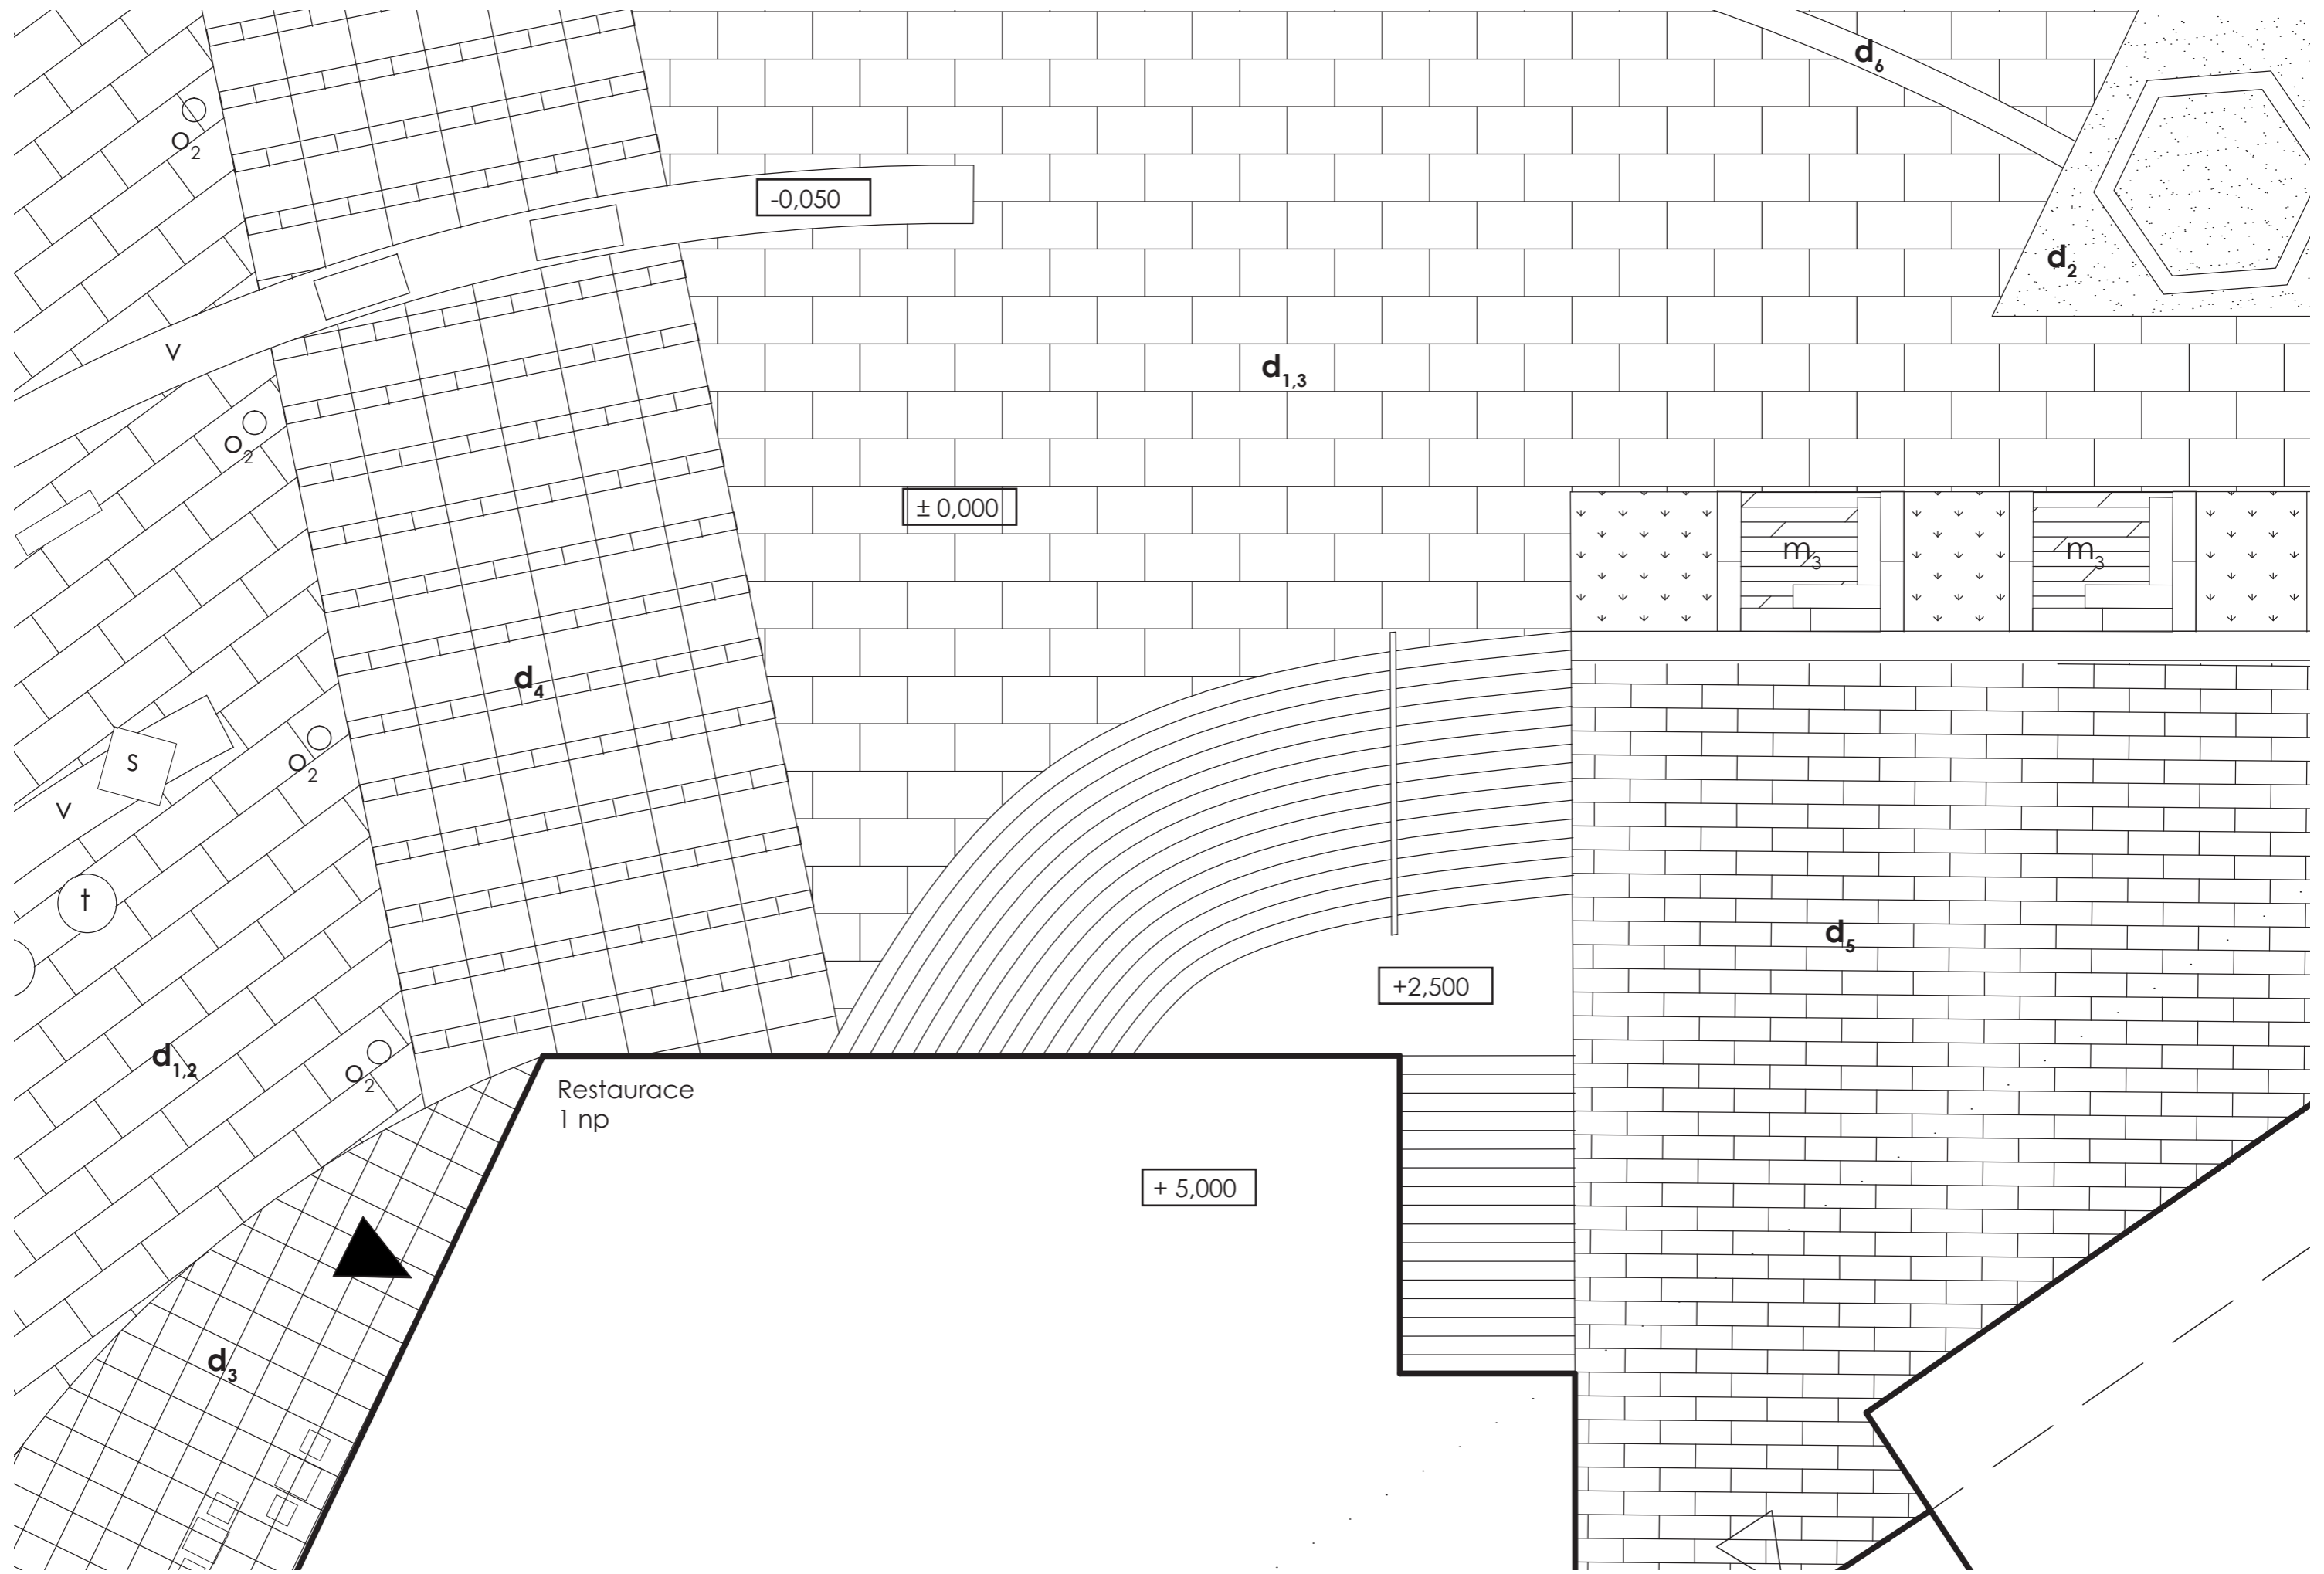 d6
O2
-0,050
d2
V
d1,3
O2
± 0,000
m3 m3
d4
O2
S
V
t
d5
+2,500
d1,2
O2
Restaurace
1 np
+ 5,000
d3